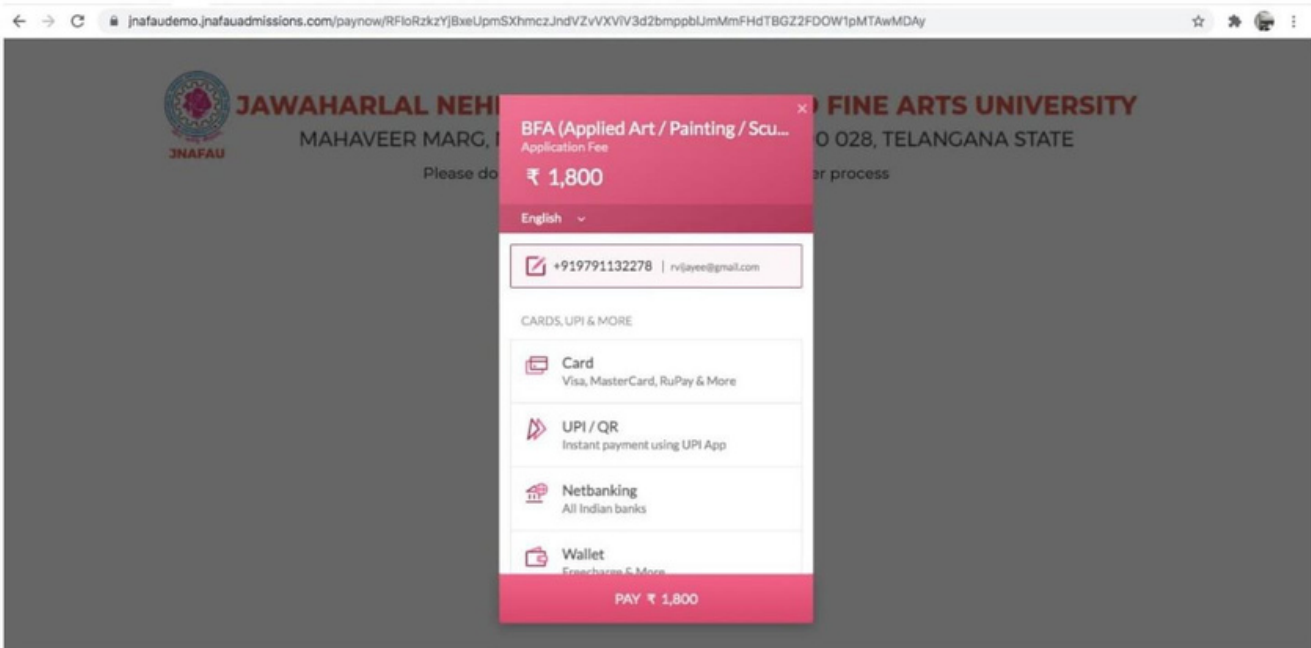 jnafaudemo.jnafauadmissions.com/paynow/RFloRzkzYjBxeUpmSXhmczJndVZvVXViV3d2bmppblJmMmFHdTBGZ2FDOW1pMTAwMDAy
JAWAHARLAL NEH FINE ARTS UNIVERSITY
MAHAVEER MARG, 0 028, TELANGANA STATE
JNAFAU
Please do er process
×
BFA (Applied Art / Painting / Scu...
Application Fee
₹ 1,800
English
+919791132278 | rvijayee@gmail.com
CARDS, UPI & MORE
Card
Visa, MasterCard, RuPay & More
UPI / QR
Instant payment using UPI App
Netbanking
All Indian banks
Wallet
Freecharge & More
PAY ₹ 1,800